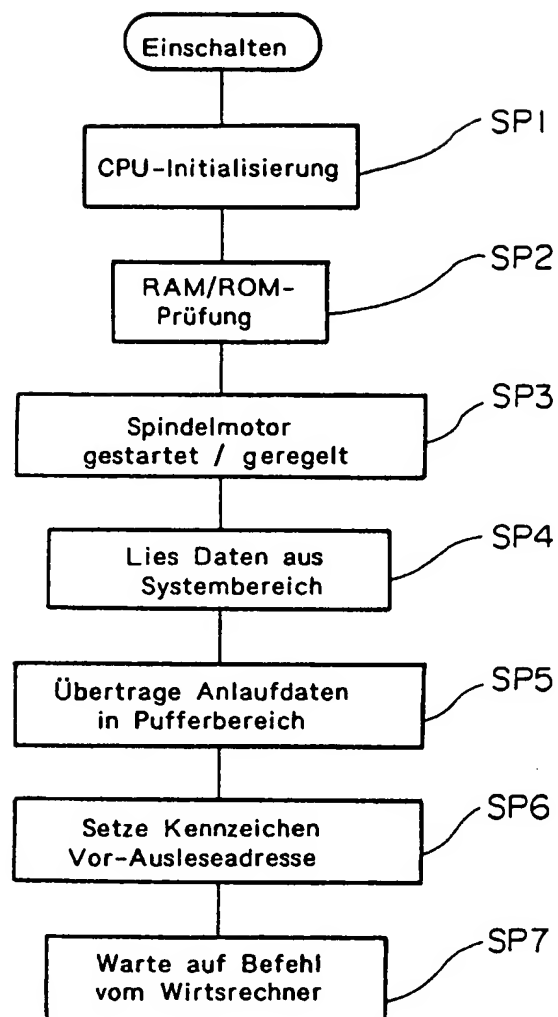 Einschalten
SP1
CPU-Initialisierung
SP2
RAM/ROM-
Prüfung
SP3
Spindelmotor
gestartet / geregelt
SP4
Lies Daten aus
Systembereich
SP5
Übertrage Anlaufdaten
in Pufferbereich
SP6
Setze Kennzeichen
Vor-Ausleseadresse
SP7
Warte auf Befehl
vom Wirtsrechner